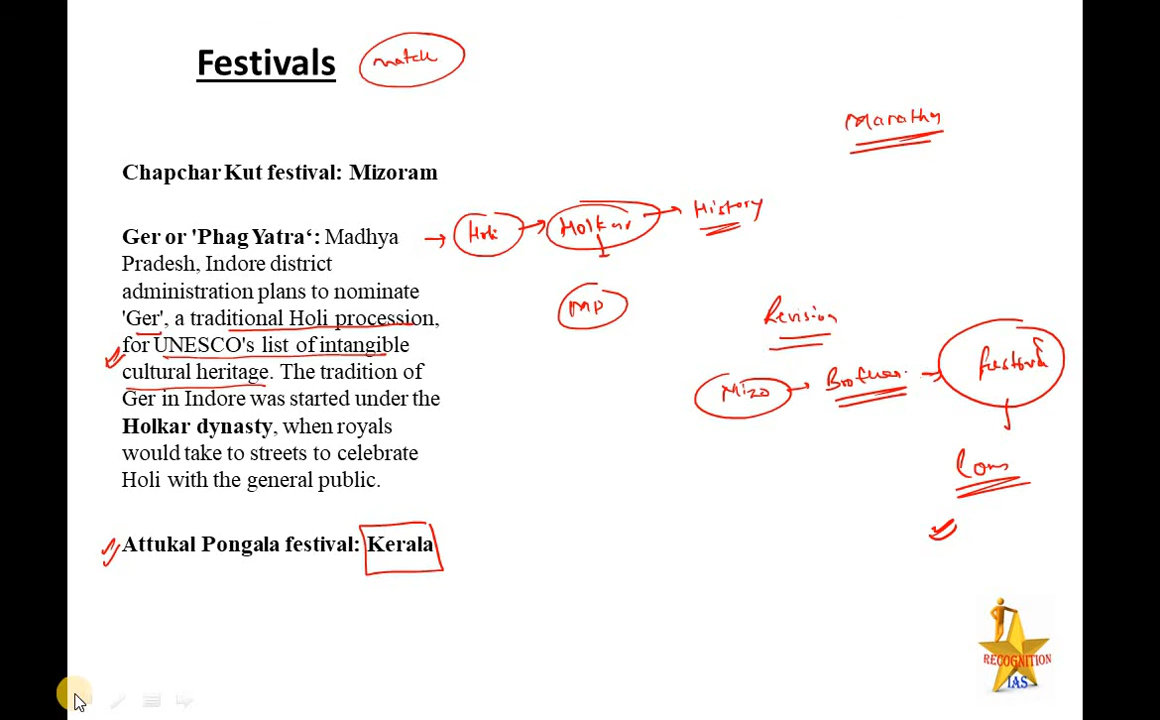 Festivals
match
Marathy
Chapchar Kut festival: Mizoram
Ger or 'Phag Yatra‘: Madhya
Pradesh, Indore district
administration plans to nominate
'Ger', a traditional Holi procession,
for UNESCO's list of intangible
cultural heritage. The tradition of
Ger in Indore was started under the
Holkar dynasty, when royals
would take to streets to celebrate
Holi with the general public.
Attukal Pongala festival: Kerala
Holi
Holkar
History
MP
Revision
Mizo
RECOGNITION
IAS